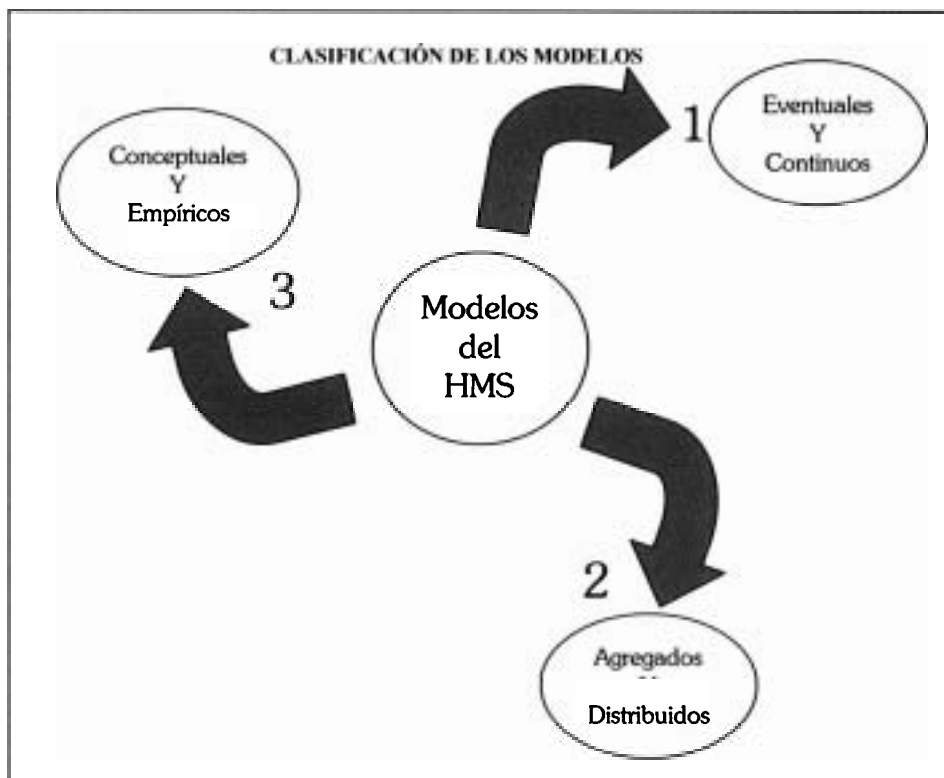 CLASIFICACIÓN DE LOS MODELOS
1
Eventuales
Y
Continuos
Conceptuales
Y
Empíricos
3
Modelos
del
HMS
2
Agregados
Distribuidos